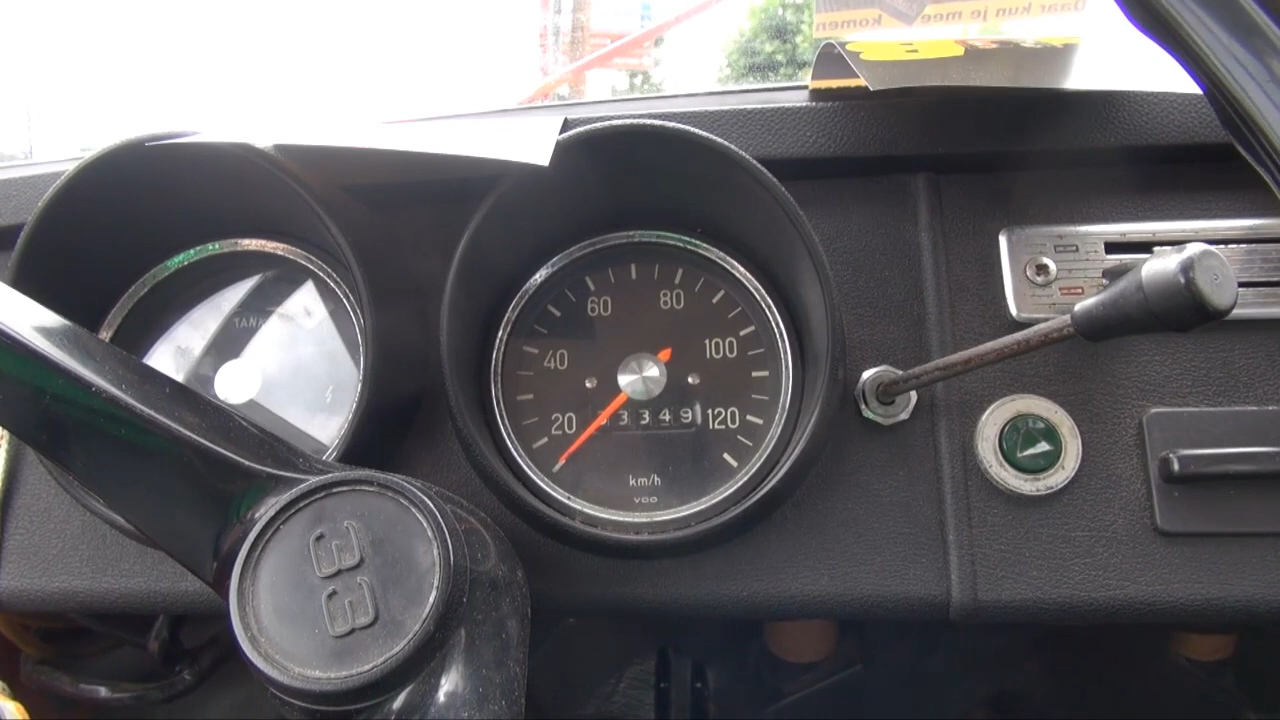 Daar kun je mee
komen
TANK
60 80
40 100
20 120
33349
km/h
VDO
33